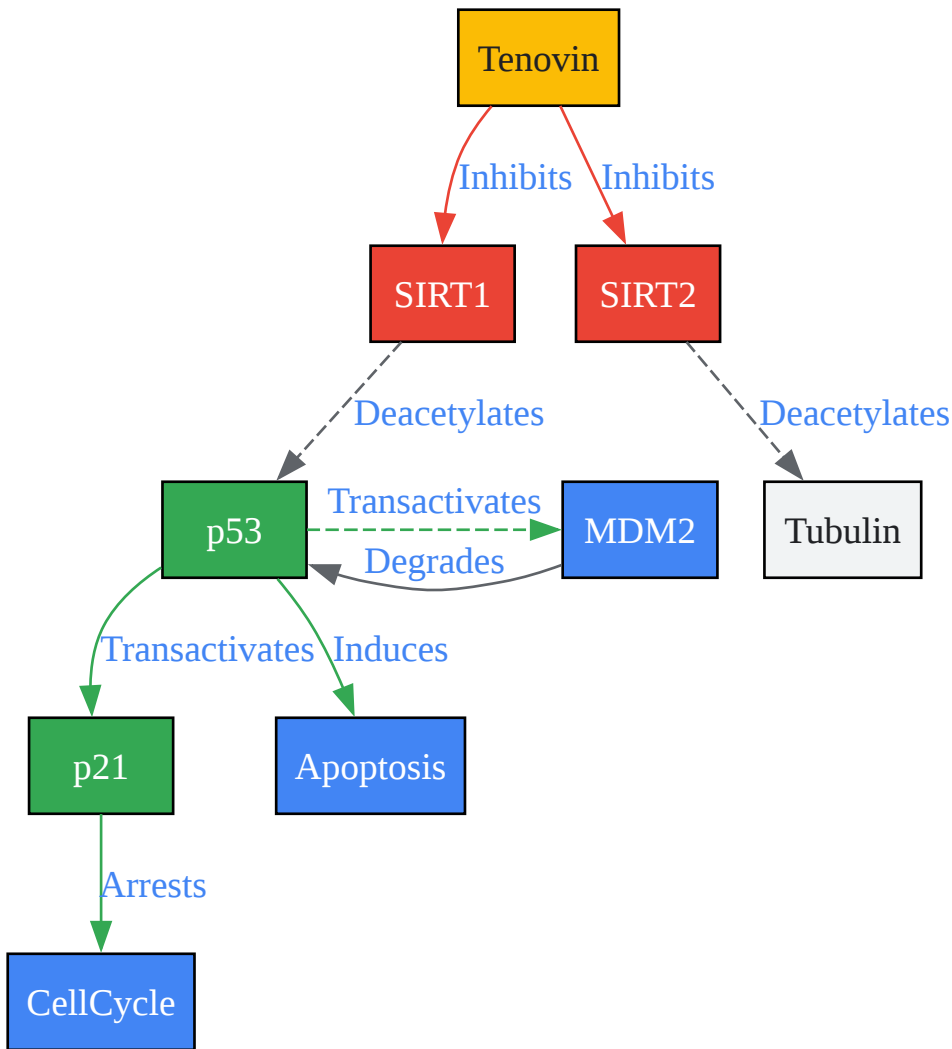 Tenovin
Inhibits
Inhibits
SIRT1
SIRT2
Deacetylates
Deacetylates
p53
Transactivates
MDM2
Tubulin
Degrades
Transactivates
Induces
p21
Apoptosis
Arrests
CellCycle